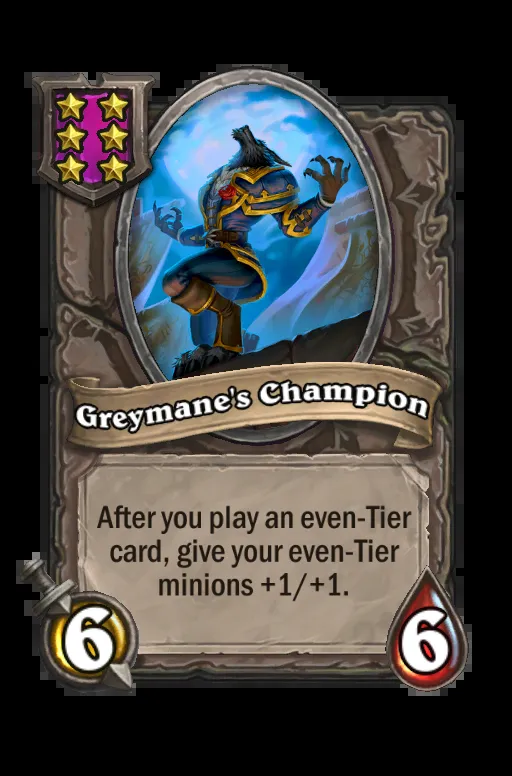 Greymane's Champion
After you play an even-Tier
card, give your even-Tier
minions +1/+1.
6
6